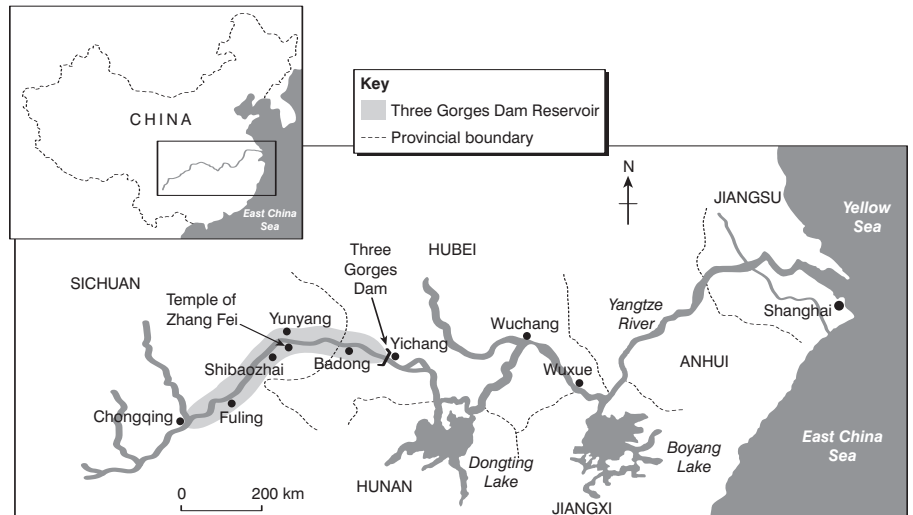 CHINA
East China
Sea
Key
Three Gorges Dam Reservoir
Provincial boundary
N
JIANGSU
Yellow
Sea
Three
Gorges
Dam
HUBEI
SICHUAN
Temple of
Zhang Fei
Yunyang
Wuchang
Yangtze
River
Shanghai
Yichang
Badong
Shibaozhai
Wuxue
ANHUI
Chongqing
Fuling
East China
Sea
Boyang
Lake
Dongting
Lake
HUNAN
JIANGXI
0 200 km